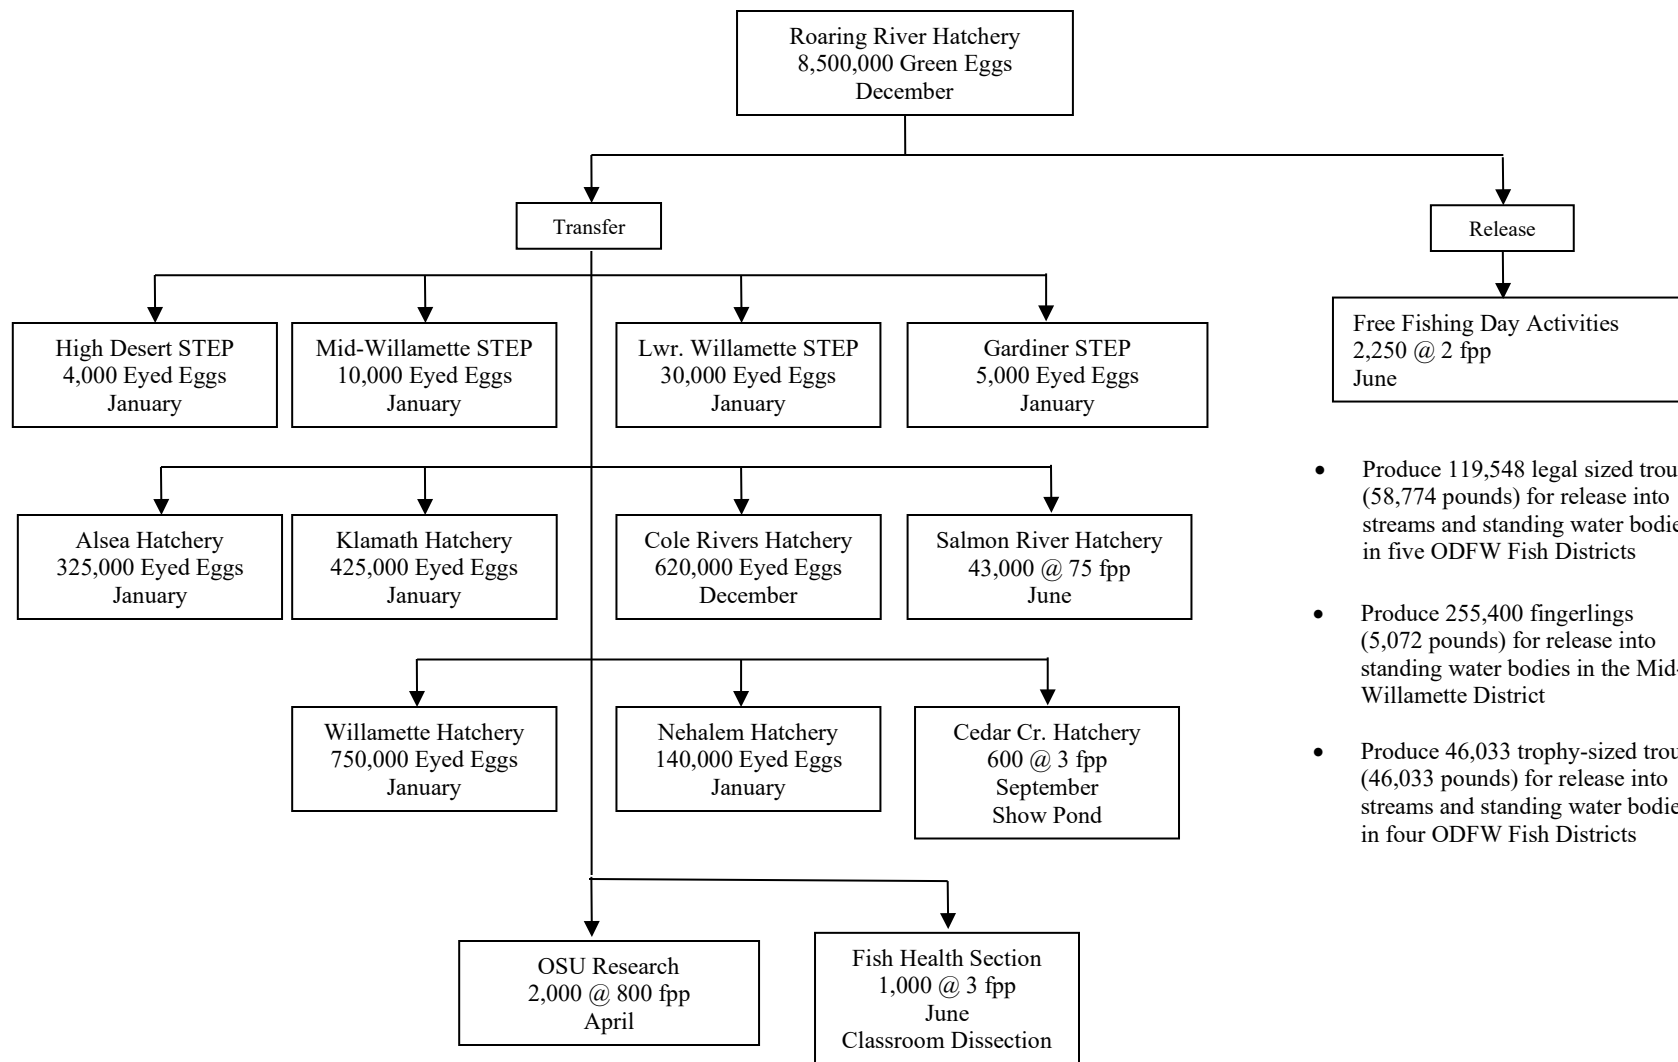 Roaring River Hatchery
8,500,000 Green Eggs
December
Transfer
Release
High Desert STEP
4,000 Eyed Eggs
January
Mid-Willamette STEP
10,000 Eyed Eggs
January
Lwr. Willamette STEP
30,000 Eyed Eggs
January
Gardiner STEP
5,000 Eyed Eggs
January
Free Fishing Day Activities
2,250 @ 2 fpp
June
Alsea Hatchery
325,000 Eyed Eggs
January
Klamath Hatchery
425,000 Eyed Eggs
January
Cole Rivers Hatchery
620,000 Eyed Eggs
December
Salmon River Hatchery
43,000 @ 75 fpp
June
Willamette Hatchery
750,000 Eyed Eggs
January
Nehalem Hatchery
140,000 Eyed Eggs
January
Cedar Cr. Hatchery
600 @ 3 fpp
September
Show Pond
OSU Research
2,000 @ 800 fpp
April
Fish Health Section
1,000 @ 3 fpp
June
Classroom Dissection
• Produce 119,548 legal sized trou
(58,774 pounds) for release into
streams and standing water bodie
in five ODFW Fish Districts
• Produce 255,400 fingerlings
(5,072 pounds) for release into
standing water bodies in the Mid-
Willamette District
• Produce 46,033 trophy-sized trou
(46,033 pounds) for release into
streams and standing water bodie
in four ODFW Fish Districts